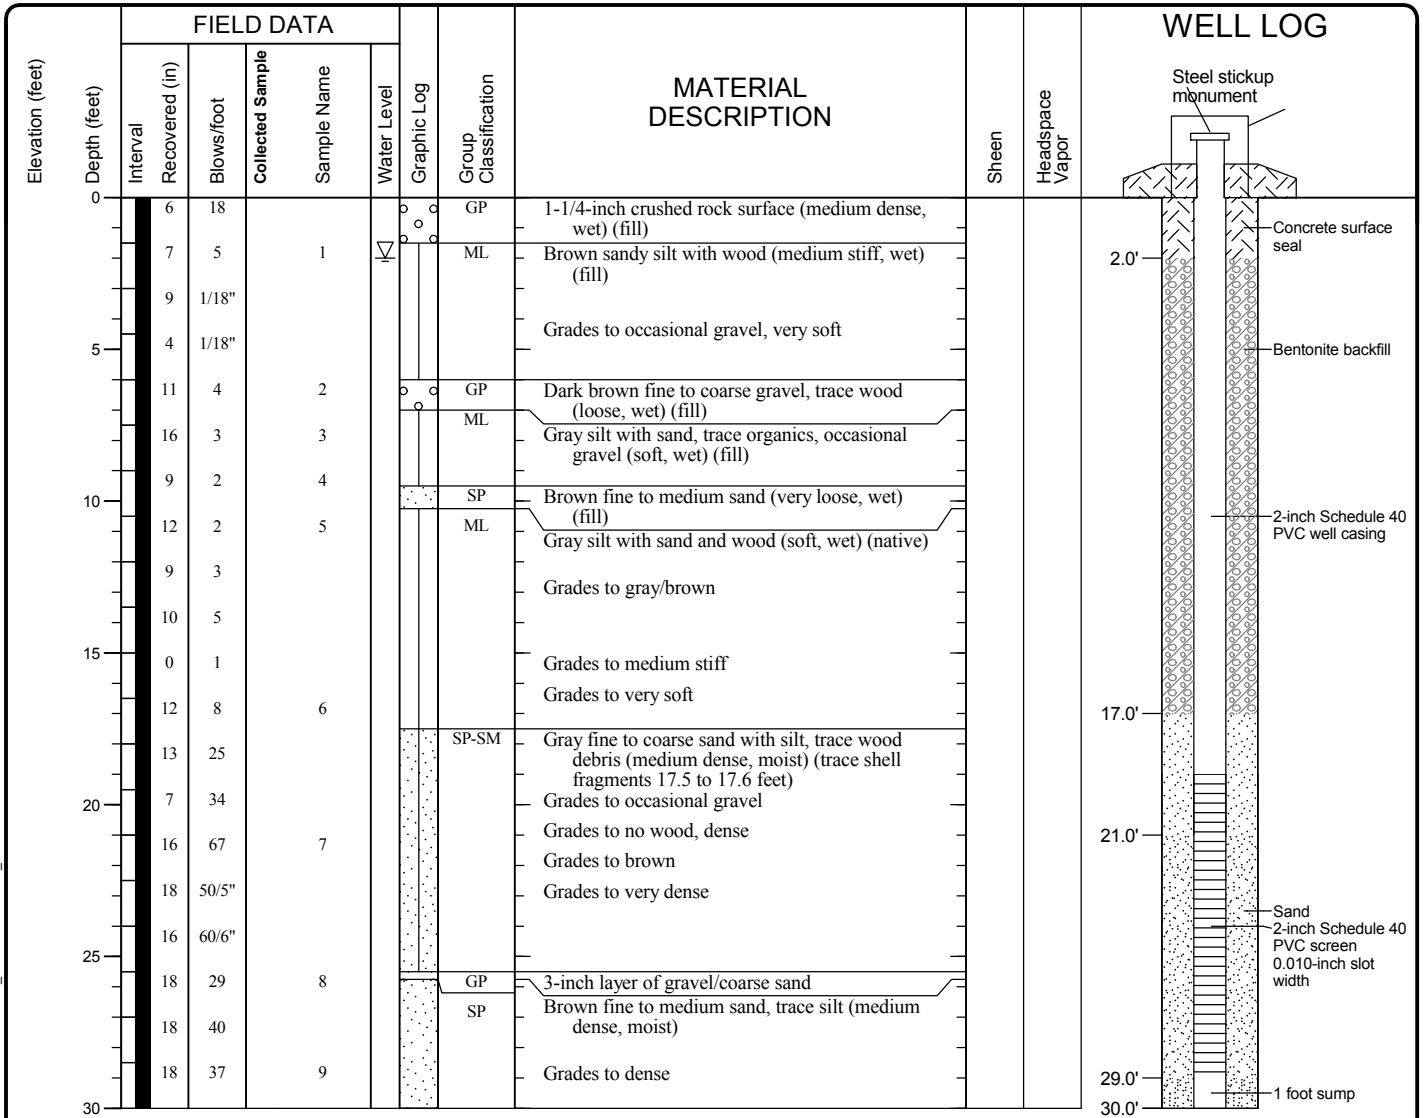 FIELD DATA
WELL LOG
Elevation (feet)
Depth (feet)
Interval
Recovered (in)
Blows/foot
Collected Sample
Sample Name
Water Level
Graphic Log
Group
Classification
MATERIAL
DESCRIPTION
Sheen
Headspace
Vapor
Steel stickup
monument
0
6 18 GP 1-1/4-inch crushed rock surface (medium dense,
wet) (fill)
Concrete surface
seal
7 5 1 ML Brown sandy silt with wood (medium stiff, wet)
(fill)
2.0'
9 1/18"
Grades to occasional gravel, very soft
4 1/18"
5
Bentonite backfill
11 4 2 GP Dark brown fine to coarse gravel, trace wood
(loose, wet) (fill)
ML
16 3 3 Gray silt with sand, trace organics, occasional
gravel (soft, wet) (fill)
9 2 4
10
SP Brown fine to medium sand (very loose, wet)
(fill)
12 2 5 ML
Gray silt with sand and wood (soft, wet) (native)
2-inch Schedule 40
PVC well casing
9 3
Grades to gray/brown
10 5
15
0 1 Grades to medium stiff
Grades to very soft
12 8 6
17.0'
SP-SM Gray fine to coarse sand with silt, trace wood
debris (medium dense, moist) (trace shell
fragments 17.5 to 17.6 feet)
13 25
7 34 Grades to occasional gravel
20
Grades to no wood, dense
21.0'
16 67 7
Grades to brown
18 50/5" Grades to very dense
Sand
2-inch Schedule 40
PVC screen
0.010-inch slot
width
16 60/6"
25
18 29 8 GP 3-inch layer of gravel/coarse sand
SP Brown fine to medium sand, trace silt (medium
dense, moist)
18 40
18 37 9 Grades to dense
29.0'
1 foot sump
30
30.0'